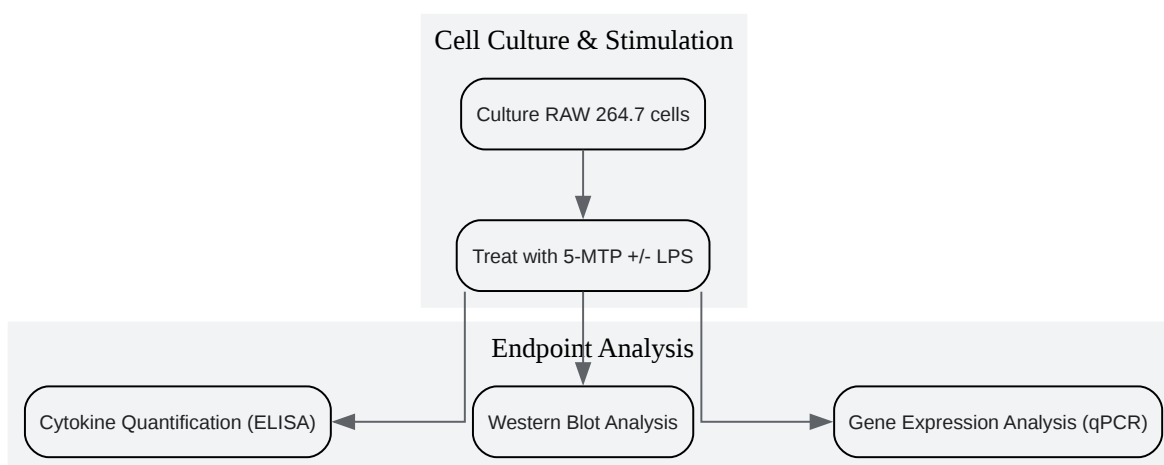 Cell Culture & Stimulation
Culture RAW 264.7 cells
Treat with 5-MTP +/- LPS
Endpoint Analysis
Cytokine Quantification (ELISA)
Western Blot Analysis
Gene Expression Analysis (qPCR)